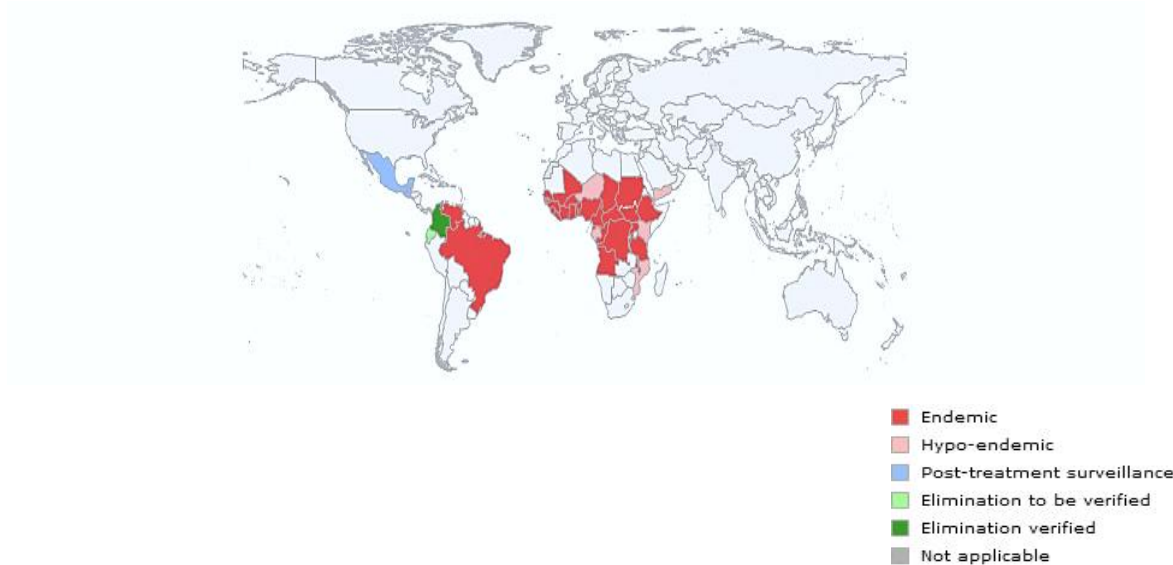 Endemic
Hypo-endemic
Post-treatment surveillance
Elimination to be verified
Elimination verified
Not applicable